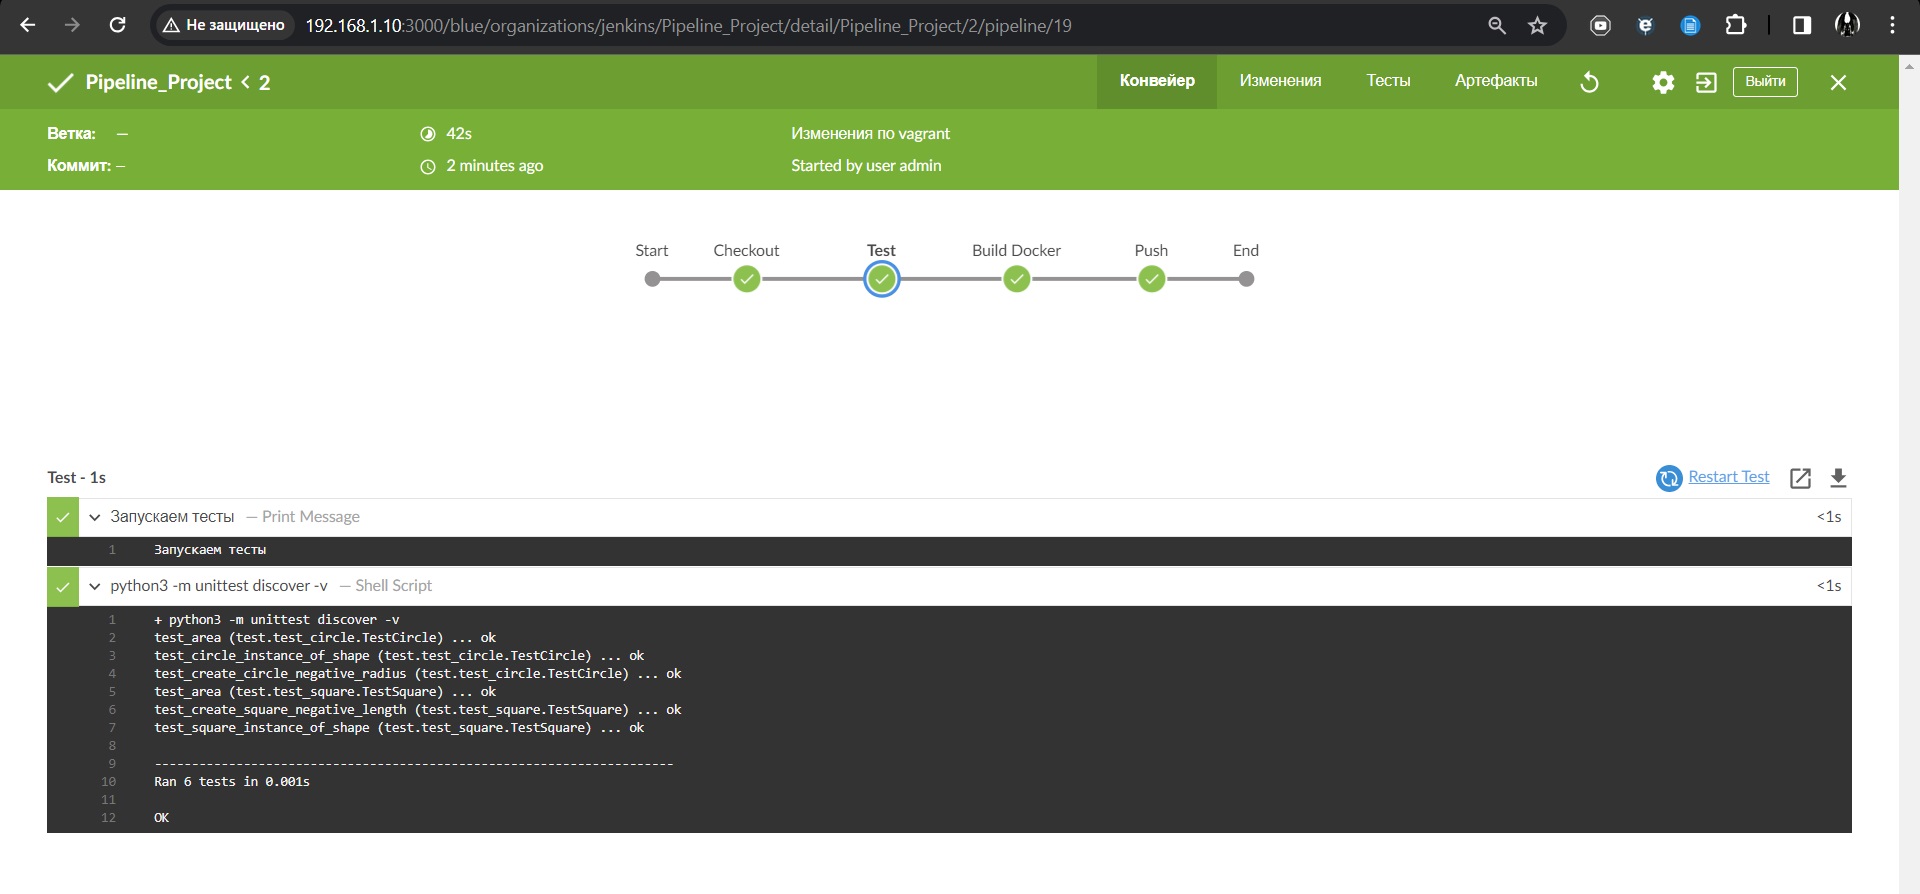 Не защищено 192.168.1.10:3000/blue/organizations/jenkins/Pipeline_Project/detail/Pipeline_Project/2/pipeline/19
Pipeline_Project < 2 Конвейер Изменения Тесты Артефакты Выйти
Ветка: — 42s Изменения по vagrant
Коммит: — 2 minutes ago Started by user admin
Start Checkout Test Build Docker Push End
Test - 1s Restart Test
Запускаем тесты — Print Message <1s
1 Запускаем тесты
python3 -m unittest discover -v — Shell Script <1s
1 + python3 -m unittest discover -v
2 test_area (test.test_circle.TestCircle) ... ok
3 test_circle_instance_of_shape (test.test_circle.TestCircle) ... ok
4 test_create_circle_negative_radius (test.test_circle.TestCircle) ... ok
5 test_area (test.test_square.TestSquare) ... ok
6 test_create_square_negative_length (test.test_square.TestSquare) ... ok
7 test_square_instance_of_shape (test.test_square.TestSquare) ... ok
8
9 ----------------------------------------------------------------------
10 Ran 6 tests in 0.001s
11
12 OK